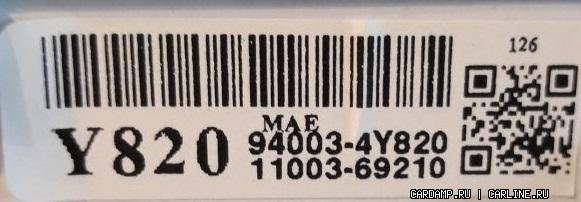 126
MAE
Y820 94003-4Y820
11003-69210
CARDAMP.RU | CARLINE.RU